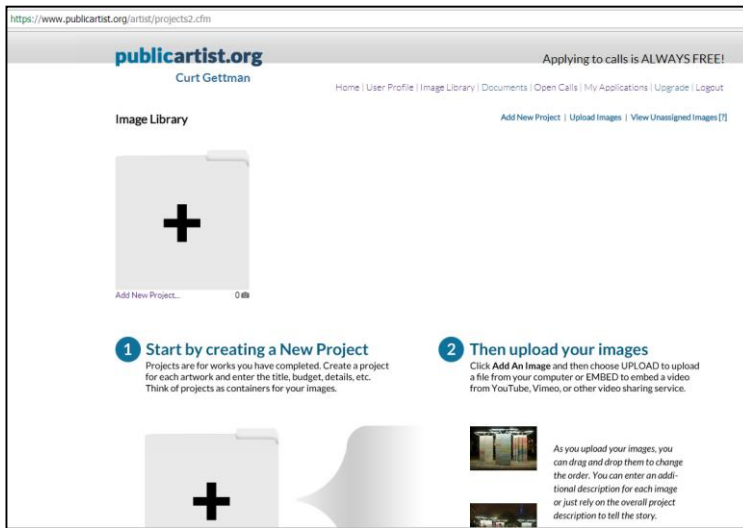 https://www.publicartist.org/artist/projects2.cfm
publicartist.org
Applying to calls is ALWAYS FREE!
Curt Gettman
Home | User Profile | Image Library | Documents | Open Calls | My Applications | Upgrade | Logout
Image Library
Add New Project | Upload Images | View Unassigned Images [?]
Add New Project...
0
1 Start by creating a New Project
Projects are for works you have completed. Create a project
for each artwork and enter the title, budget, details, etc.
Think of projects as containers for your images.
2 Then upload your images
Click Add An Image and then choose UPLOAD to upload
a file from your computer or EMBED to embed a video
from YouTube, Vimeo, or other video sharing service.
As you upload your images, you
can drag and drop them to change
the order. You can enter an addi-
tional description for each image
or just rely on the overall project
description to tell the story.